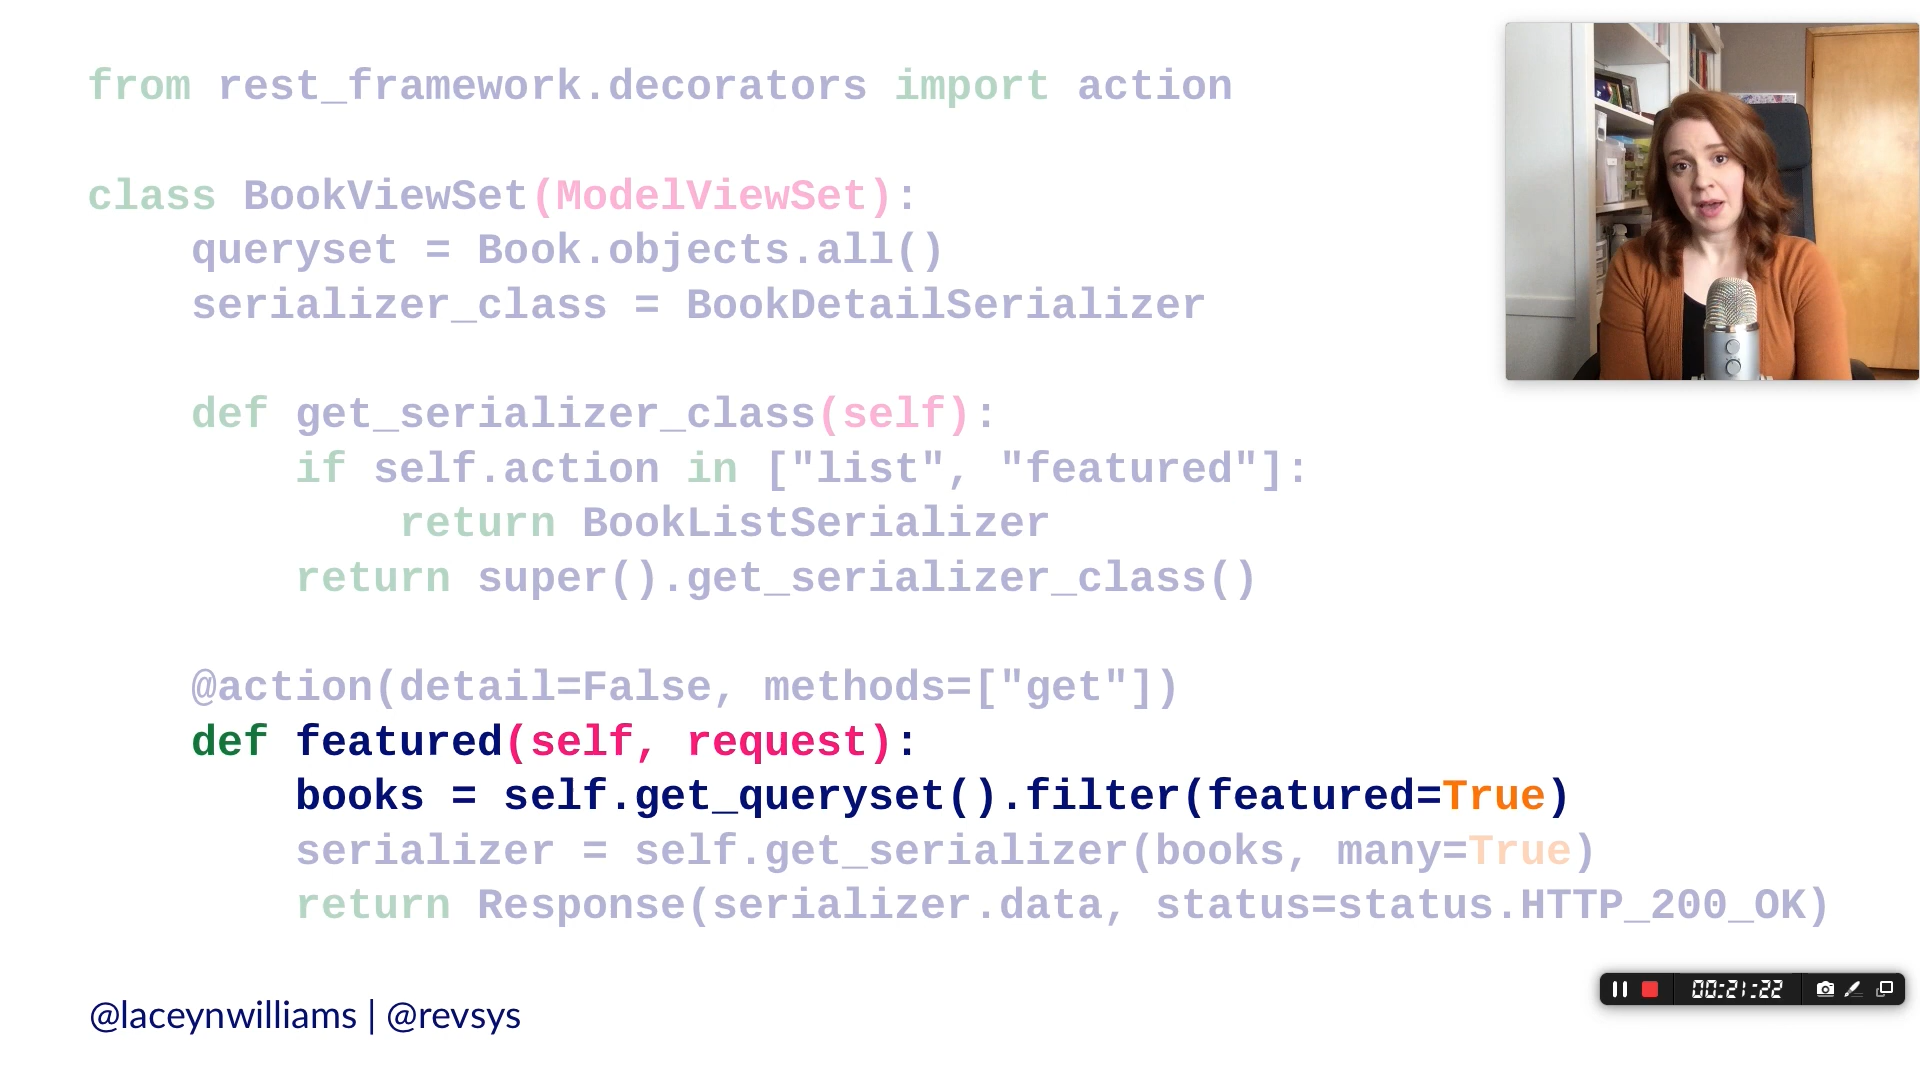 from rest_framework.decorators import action
class BookViewSet(ModelViewSet):
queryset = Book.objects.all()
serializer_class = BookDetailSerializer
def get_serializer_class(self):
if self.action in ["list", "featured"]:
return BookListSerializer
return super().get_serializer_class()
@action(detail=False, methods=["get"])
def featured(self, request):
books = self.get_queryset().filter(featured=True)
serializer = self.get_serializer(books, many=True)
return Response(serializer.data, status=status.HTTP_200_OK)
@laceynwilliams | @revsys
00:21:22